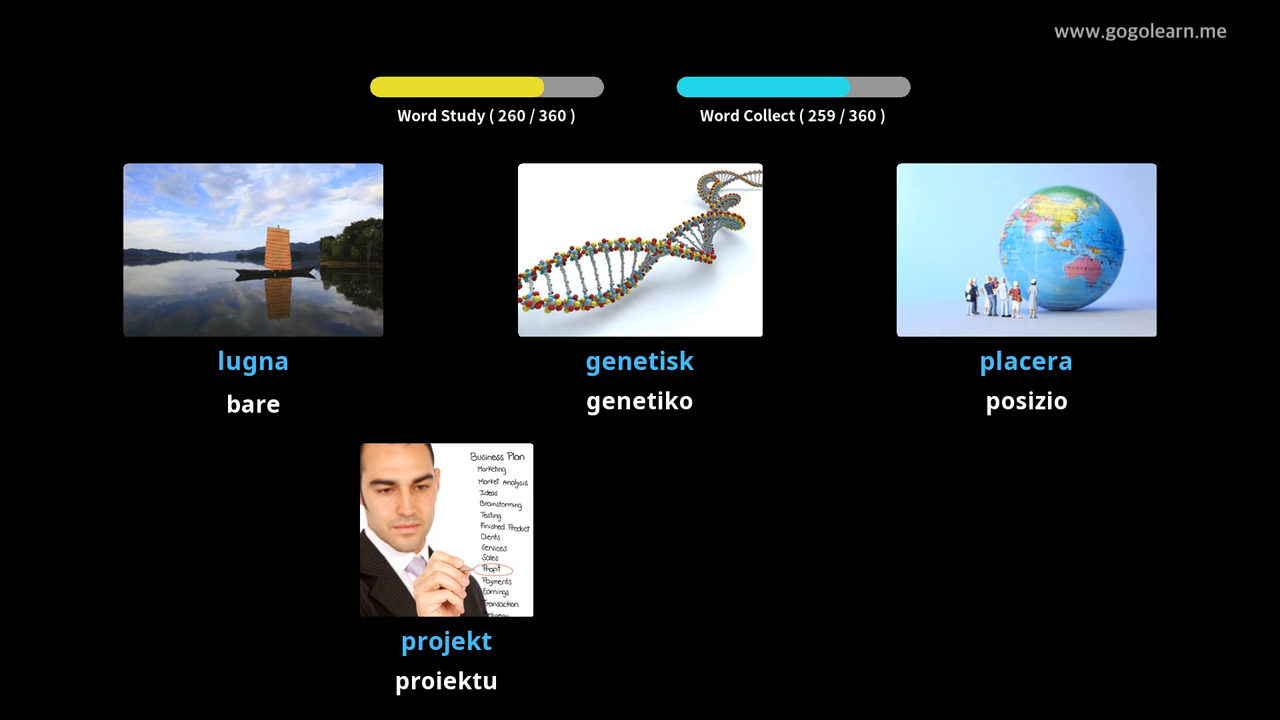 www.gogolearn.me
Word Study ( 260 / 360 )
Word Collect ( 259 / 360 )
lugna
bare
genetisk
genetiko
placera
posizio
Business Plan
Marketing
Market Analysis
Ideas
Brainstorming
Testing
Finished Product
Clients
Services
Sales
Profit
Payments
Earnings
Transaction
projekt
proiektu